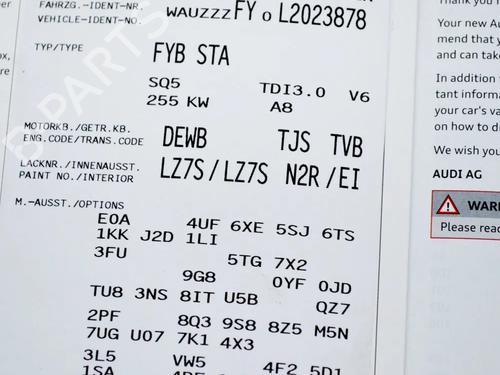 FAHRZG.-IDENT-NR.
VEHICLE-IDENT-NO. WAUZZZFY0L2023878
TYP/TYPE FYB STA
SQ5 TDI3.0 V6
255 KW A8
MOTORKB./GETR.KB.
ENG.CODE/TRANS.CODE DEWB TJS TVB
LACKNR./INNENAUSST.
PAINT NO./INTERIOR LZ7S/LZ7S N2R/EI
M.-AUSST./OPTIONS
E0A 4UF 6XE 5SJ 6TS
1KK J2D 1LI
3FU 5TG 7X2
9G8 0YF 0JD
TU8 3NS 8IT U5B QZ7
2PF 8Q3 9S8 8Z5 M5N
7UG U07 7K1 4X3
3L5 VW5 4F2 5D1
1SA
Thank you
Your new Au
mend that y
and can take
In addition
tant informa
your car's va
on how to di
We wish you
AUDI AG
WARN
Please read
B-PARTS